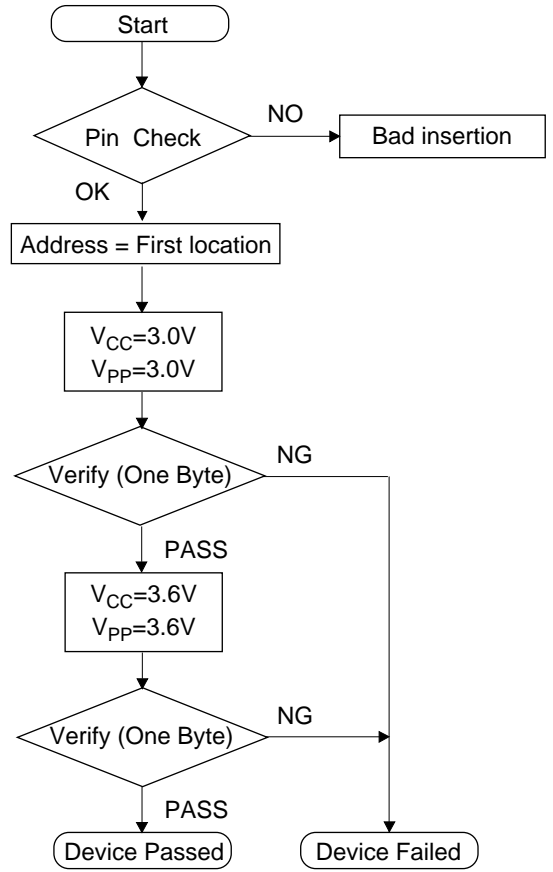 Start
Pin Check
NO
Bad insertion
OK
Address = First location
VCC=3.0V
VPP=3.0V
Verify (One Byte)
NG
PASS
VCC=3.6V
VPP=3.6V
Verify (One Byte)
NG
PASS
Device Passed
Device Failed